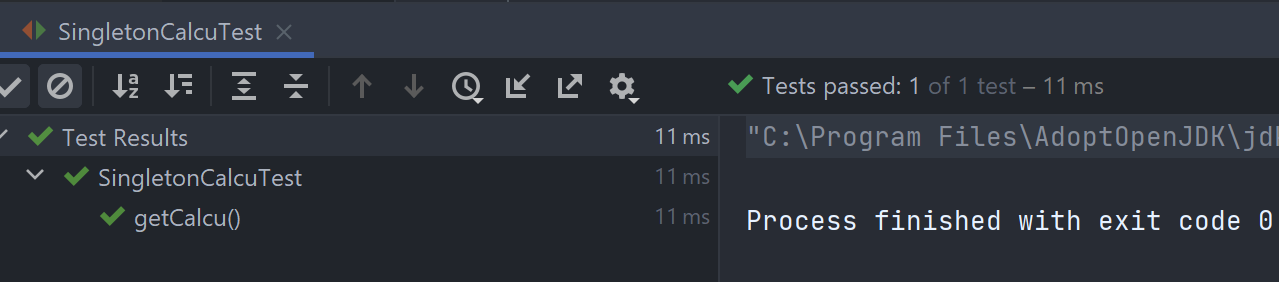 SingletonCalcuTest
Tests passed: 1 of 1 test – 11 ms
Test Results 11 ms
SingletonCalcuTest 11 ms
getCalcu() 11 ms
"C:\Program Files\AdoptOpenJDK\jd
Process finished with exit code 0